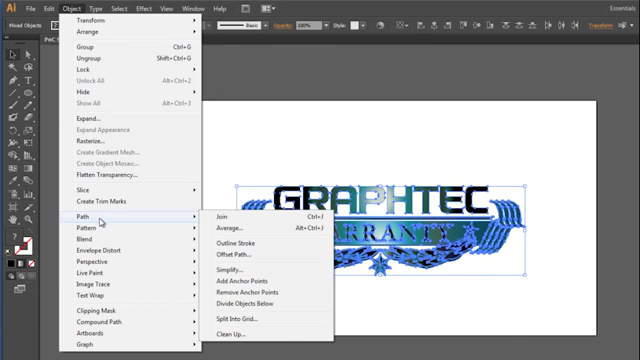 Ai File Edit Object Type Select Effect View Window Help Essentials
Mixed Objects Basic Opacity: 100% Style: Transform
Transform
Arrange
Group Ctrl+G
Ungroup Shift+Ctrl+G
Lock
Unlock All Alt+Ctrl+2
Hide
Show All Alt+Ctrl+3
Expand...
Expand Appearance
Rasterize...
Create Gradient Mesh...
Create Object Mosaic...
Flatten Transparency...
Slice
Create Trim Marks
Path
Pattern
Blend
Envelope Distort
Perspective
Live Paint
Image Trace
Text Wrap
Clipping Mask
Compound Path
Artboards
Graph
Join Ctrl+J
Average... Alt+Ctrl+J
Outline Stroke
Offset Path...
Simplify...
Add Anchor Points
Remove Anchor Points
Divide Objects Below
Split Into Grid...
Clean Up...
GRAPHTEC